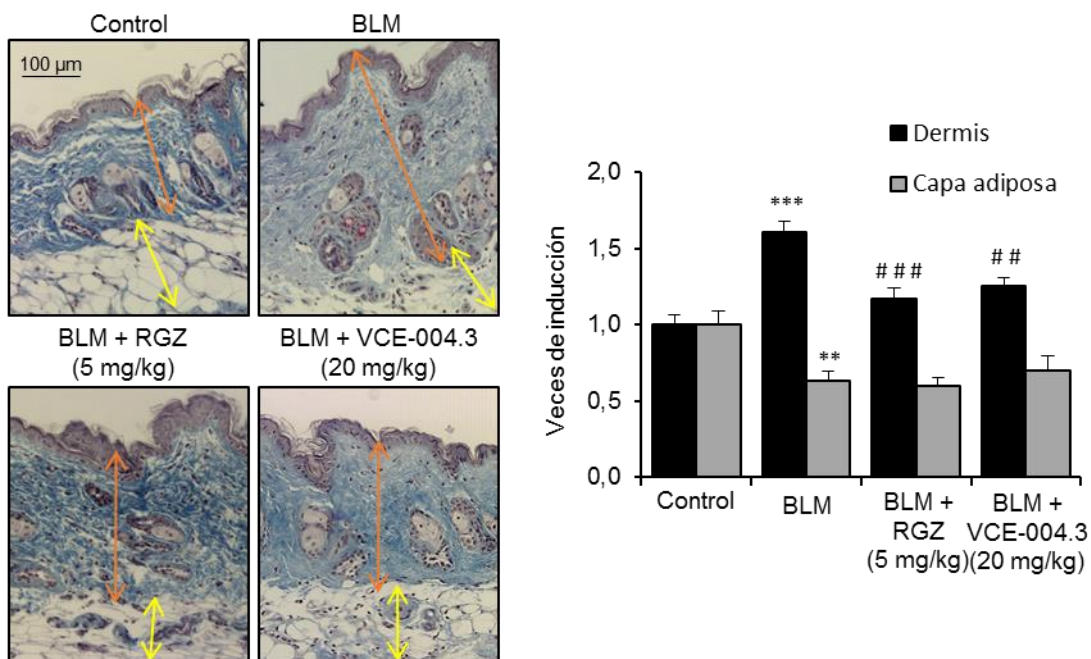 Control
BLM
100 µm
BLM + RGZ
(5 mg/kg)
BLM + VCE-004.3
(20 mg/kg)
Dermis
Capa adiposa
Veces de inducción
2,0
1,5
1,0
0,5
0,0
***
**
# # #
# #
Control
BLM
BLM +
RGZ
(5 mg/kg)
BLM +
VCE-004.3
(20 mg/kg)